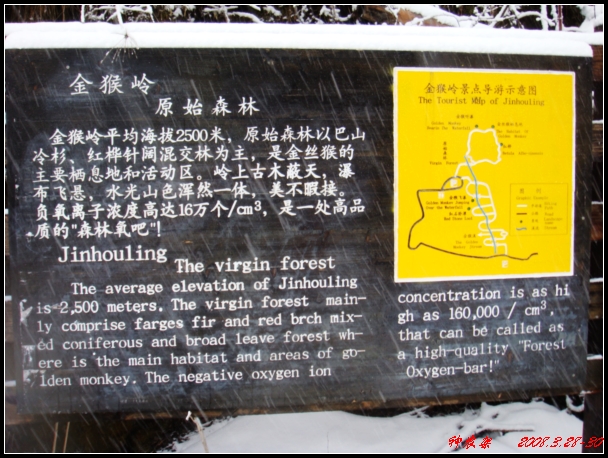 金猴岭
原始森林
金猴岭平均海拔2500米，原始森林以巴山
冷杉、红桦针阔混交林为主，是金丝猴的
主要栖息地和活动区。岭上古木蔽天，瀑
布飞悬，水光山色浑然一体，美不暇接。
负氧离子浓度高达16万个/cm³，是一处高品
质的"森林氧吧"！
Jinhouling
The virgin forest
The average elevation of Jinhouling
is 2,500 meters. The virgin forest main-
ly comprise farges fir and red brch mix-
ed coniferous and broad leave forest wh-
ere is the main habitat and areas of go-
lden monkey. The negative oxygen ion
concentration is as hi
gh as 160,000 / cm³,
that can be called as
a high-quality "Forest
Oxygen-bar!"
金猴岭景点导游示意图
The Tourist Map of Jinhouling
2008.3.28-30